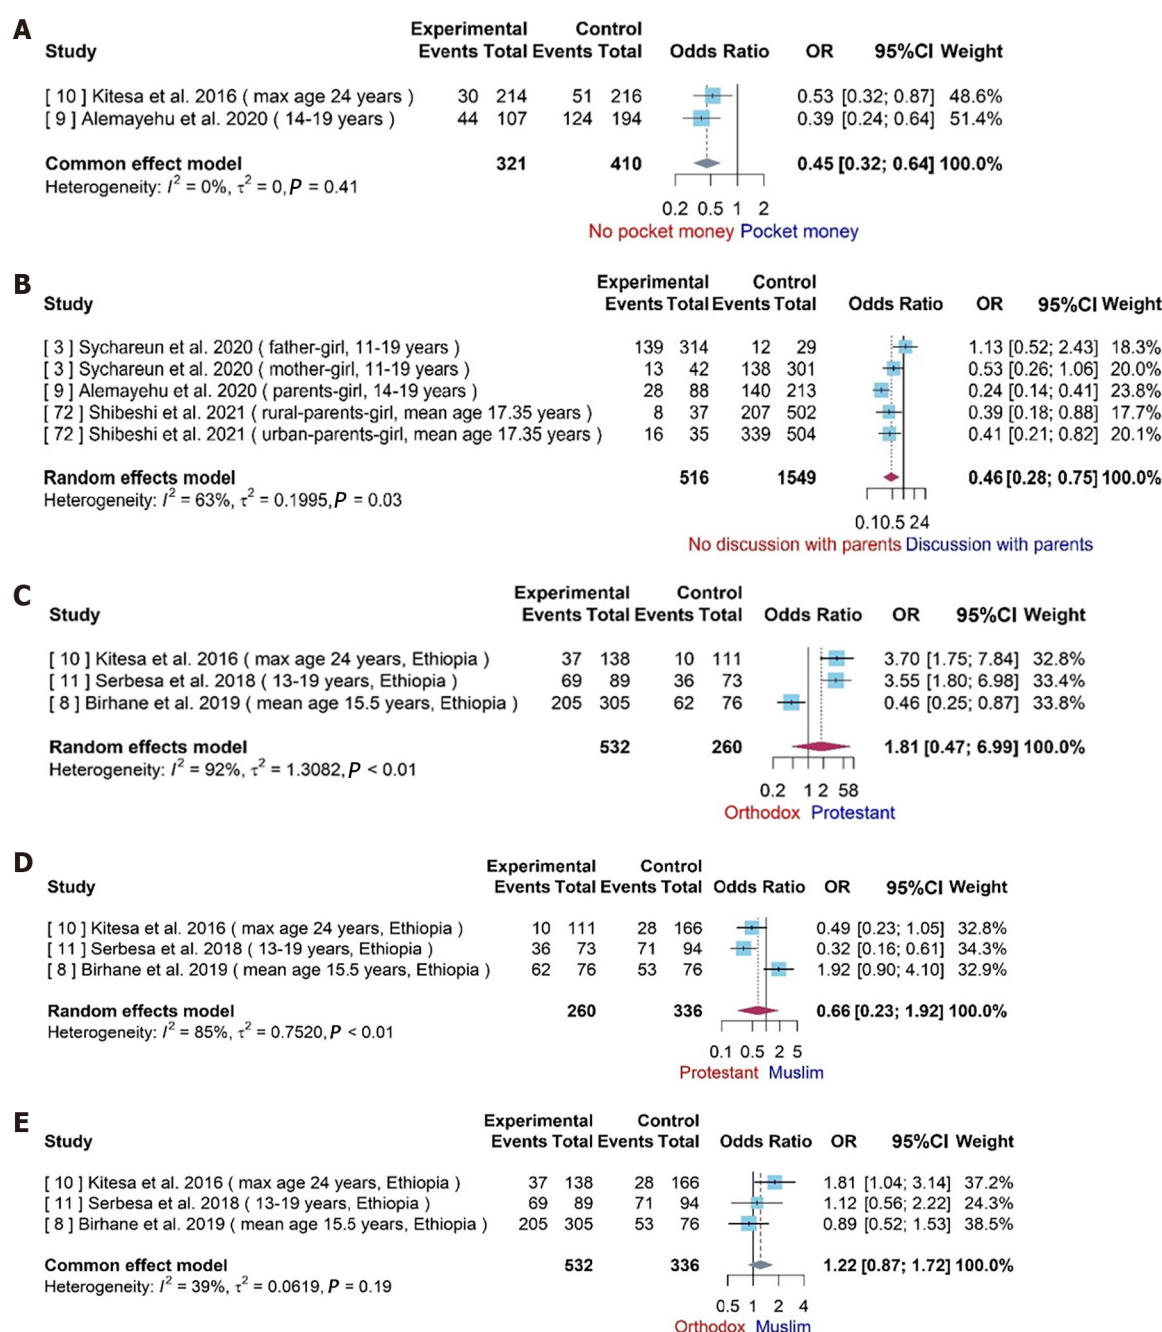 A
Experimental Control
Study Events Total Events Total Odds Ratio OR 95%CI Weight
[ 10 ] Kitesa et al. 2016 ( max age 24 years ) 30 214 51 216 0.53 [0.32; 0.87] 48.6%
[ 9 ] Alemayehu et al. 2020 ( 14-19 years ) 44 107 124 194 0.39 [0.24; 0.64] 51.4%
Common effect model 321 410 0.45 [0.32; 0.64] 100.0%
Heterogeneity: I² = 0%, τ² = 0, P = 0.41
0.2 0.5 1 2
No pocket money Pocket money
B
Experimental Control
Study Events Total Events Total Odds Ratio OR 95%CI Weight
[ 3 ] Sychareun et al. 2020 ( father-girl, 11-19 years ) 139 314 12 29 1.13 [0.52; 2.43] 18.3%
[ 3 ] Sychareun et al. 2020 ( mother-girl, 11-19 years ) 13 42 138 301 0.53 [0.26; 1.06] 20.0%
[ 9 ] Alemayehu et al. 2020 ( parents-girl, 14-19 years ) 28 88 140 213 0.24 [0.14; 0.41] 23.8%
[ 72 ] Shibeshi et al. 2021 ( rural-parents-girl, mean age 17.35 years ) 8 37 207 502 0.39 [0.18; 0.88] 17.7%
[ 72 ] Shibeshi et al. 2021 ( urban-parents-girl, mean age 17.35 years ) 16 35 339 504 0.41 [0.21; 0.82] 20.1%
Random effects model 516 1549 0.46 [0.28; 0.75] 100.0%
Heterogeneity: I² = 63%, τ² = 0.1995, P = 0.03
0.10.5 24
No discussion with parents Discussion with parents
C
Experimental Control
Study Events Total Events Total Odds Ratio OR 95%CI Weight
[ 10 ] Kitesa et al. 2016 ( max age 24 years, Ethiopia ) 37 138 10 111 3.70 [1.75; 7.84] 32.8%
[ 11 ] Serbesa et al. 2018 ( 13-19 years, Ethiopia ) 69 89 36 73 3.55 [1.80; 6.98] 33.4%
[ 8 ] Birhane et al. 2019 ( mean age 15.5 years, Ethiopia ) 205 305 62 76 0.46 [0.25; 0.87] 33.8%
Random effects model 532 260 1.81 [0.47; 6.99] 100.0%
Heterogeneity: I² = 92%, τ² = 1.3082, P < 0.01
0.2 1 2 58
Orthodox Protestant
D
Experimental Control
Study Events Total Events Total Odds Ratio OR 95%CI Weight
[ 10 ] Kitesa et al. 2016 ( max age 24 years, Ethiopia ) 10 111 28 166 0.49 [0.23; 1.05] 32.8%
[ 11 ] Serbesa et al. 2018 ( 13-19 years, Ethiopia ) 36 73 71 94 0.32 [0.16; 0.61] 34.3%
[ 8 ] Birhane et al. 2019 ( mean age 15.5 years, Ethiopia ) 62 76 53 76 1.92 [0.90; 4.10] 32.9%
Random effects model 260 336 0.66 [0.23; 1.92] 100.0%
Heterogeneity: I² = 85%, τ² = 0.7520, P < 0.01
0.1 0.5 2 5
Protestant Muslim
E
Experimental Control
Study Events Total Events Total Odds Ratio OR 95%CI Weight
[ 10 ] Kitesa et al. 2016 ( max age 24 years, Ethiopia ) 37 138 28 166 1.81 [1.04; 3.14] 37.2%
[ 11 ] Serbesa et al. 2018 ( 13-19 years, Ethiopia ) 69 89 71 94 1.12 [0.56; 2.22] 24.3%
[ 8 ] Birhane et al. 2019 ( mean age 15.5 years, Ethiopia ) 205 305 53 76 0.89 [0.52; 1.53] 38.5%
Common effect model 532 336 1.22 [0.87; 1.72] 100.0%
Heterogeneity: I² = 39%, τ² = 0.0619, P = 0.19
0.5 1 2 4
Orthodox Muslim